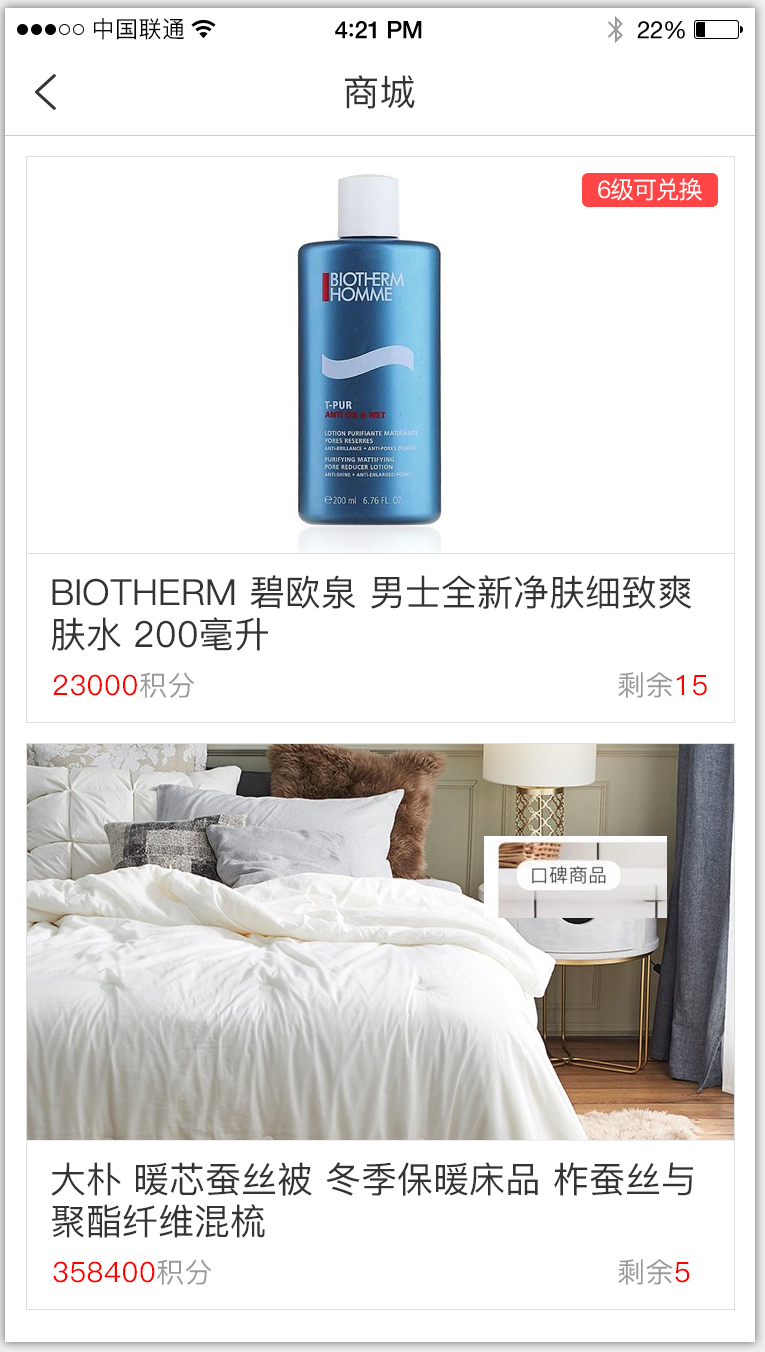 中国联通
4:21 PM
22%
商城
6级可兑换
BIOTHERM
HOMME
T-PUR
ANTI OIL & WET
LOTION PURIFIANTE MATIFIANTE
PORES RESERRES
ANTI-BRILLANCE + ANTI-PORES DILATES
PURIFYING MATTIFYING
PORE REDUCER LOTION
ANTI-SHINE + ANTI-ENLARGED PORES
℮200 ml 6.76 FL. OZ.
BIOTHERM 碧欧泉 男士全新净肤细致爽
肤水 200毫升
23000积分
剩余15
口碑商品
大朴 暖芯蚕丝被 冬季保暖床品 柞蚕丝与
聚酯纤维混梳
358400积分
剩余5